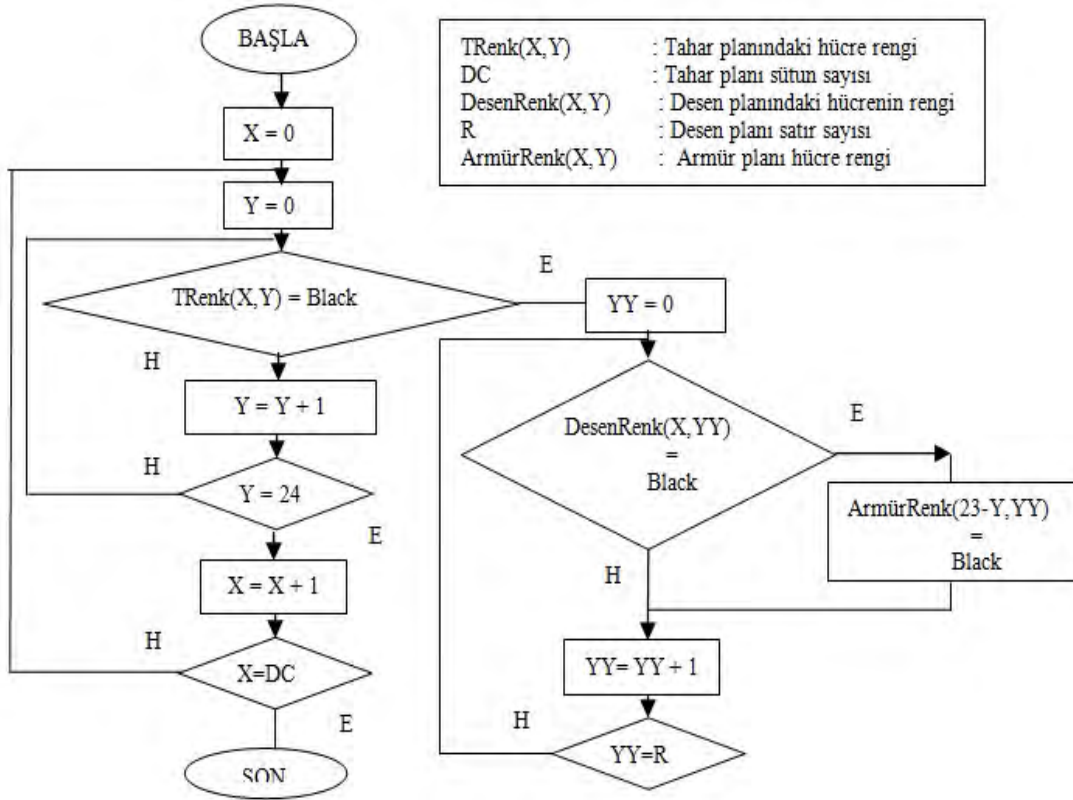 BAŞLA
TRenk(X,Y) : Tahar planındaki hücre rengi
DC : Tahar planı sütun sayısı
DesenRenk(X,Y) : Desen planındaki hücrenin rengi
R : Desen planı satır sayısı
ArmürRenk(X,Y) : Armür planı hücre rengi
X = 0
Y = 0
TRenk(X,Y) = Black
E
YY = 0
H
Y = Y + 1
H
Y = 24
E
X = X + 1
H
X=DC
E
SON
DesenRenk(X,YY)
=
Black
E
ArmürRenk(23-Y,YY)
=
Black
H
YY= YY + 1
H
YY=R